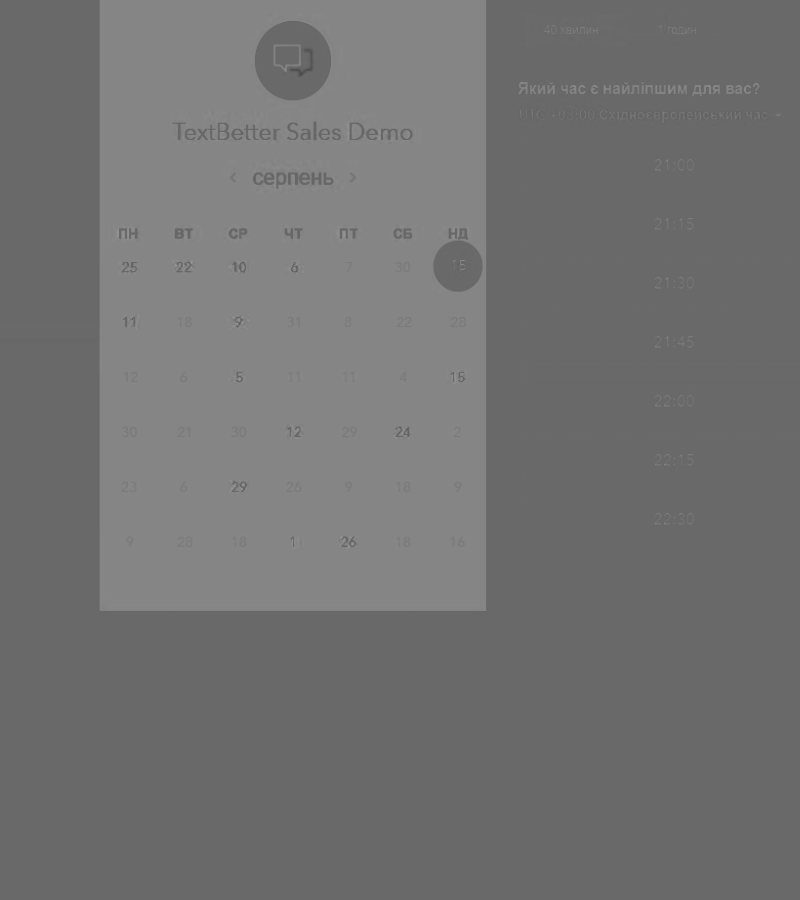 40 хвилин 1 годин
TextBetter Sales Demo
серпень
Який час є найліпшим для вас?
Східноєвропейський час
ПН ВТ СР ЧТ ПТ СБ НД
25 22 10 6 7 30 15
11 18 9 31 8 22 28
12 6 5 11 11 4 15
30 21 30 12 29 24 2
23 6 29 26 9 18 9
9 28 18 1 26 18 16
21:00
21:15
21:30
21:45
22:00
22:15
22:30